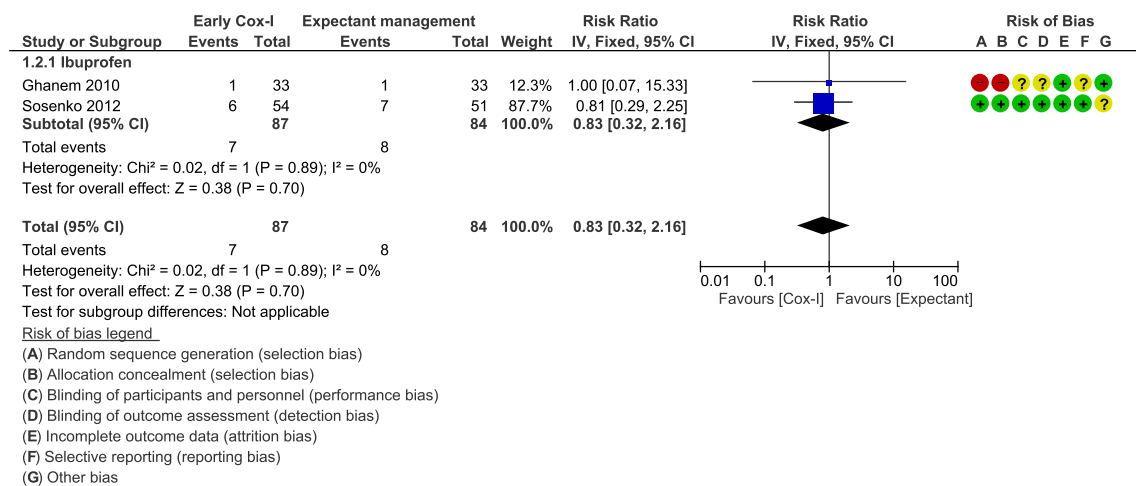 Early Cox-I Expectant management Risk Ratio Risk Ratio Risk of Bias
Study or Subgroup Events Total Events Total Weight IV, Fixed, 95% CI IV, Fixed, 95% CI A B C D E F G
1.2.1 Ibuprofen
Ghanem 2010 1 33 1 33 12.3% 1.00 [0.07, 15.33] − − ? ? + ? +
Sosenko 2012 6 54 7 51 87.7% 0.81 [0.29, 2.25] + + + + + + ?
Subtotal (95% CI) 87 84 100.0% 0.83 [0.32, 2.16]
Total events 7 8
Heterogeneity: Chi² = 0.02, df = 1 (P = 0.89); I² = 0%
Test for overall effect: Z = 0.38 (P = 0.70)
Total (95% CI) 87 84 100.0% 0.83 [0.32, 2.16]
Total events 7 8
Heterogeneity: Chi² = 0.02, df = 1 (P = 0.89); I² = 0%
Test for overall effect: Z = 0.38 (P = 0.70)
Test for subgroup differences: Not applicable
0.01 0.1 1 10 100
Favours [Cox-I] Favours [Expectant]
Risk of bias legend
(A) Random sequence generation (selection bias)
(B) Allocation concealment (selection bias)
(C) Blinding of participants and personnel (performance bias)
(D) Blinding of outcome assessment (detection bias)
(E) Incomplete outcome data (attrition bias)
(F) Selective reporting (reporting bias)
(G) Other bias